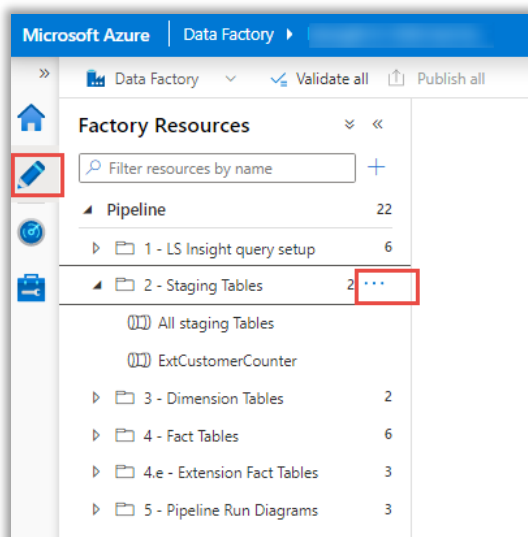 Microsoft Azure Data Factory
Data Factory Validate all Publish all
Factory Resources
Filter resources by name
Pipeline 22
1 - LS Insight query setup 6
2 - Staging Tables 2 ...
All staging Tables
ExtCustomerCounter
3 - Dimension Tables 2
4 - Fact Tables 6
4.e - Extension Fact Tables 3
5 - Pipeline Run Diagrams 3